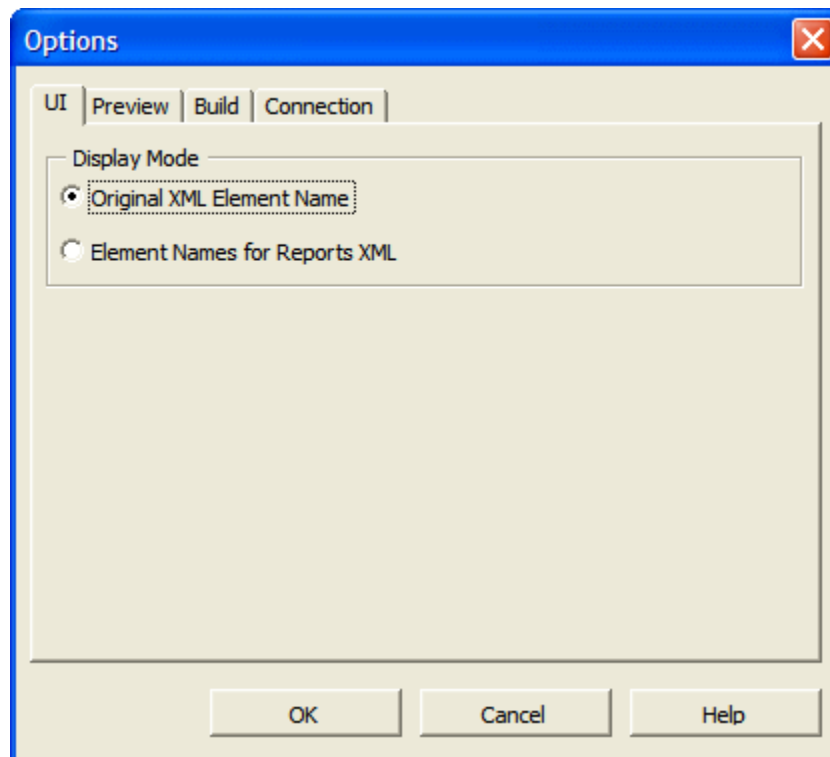 Options
UI Preview Build Connection
Display Mode
Original XML Element Name
Element Names for Reports XML
OK Cancel Help